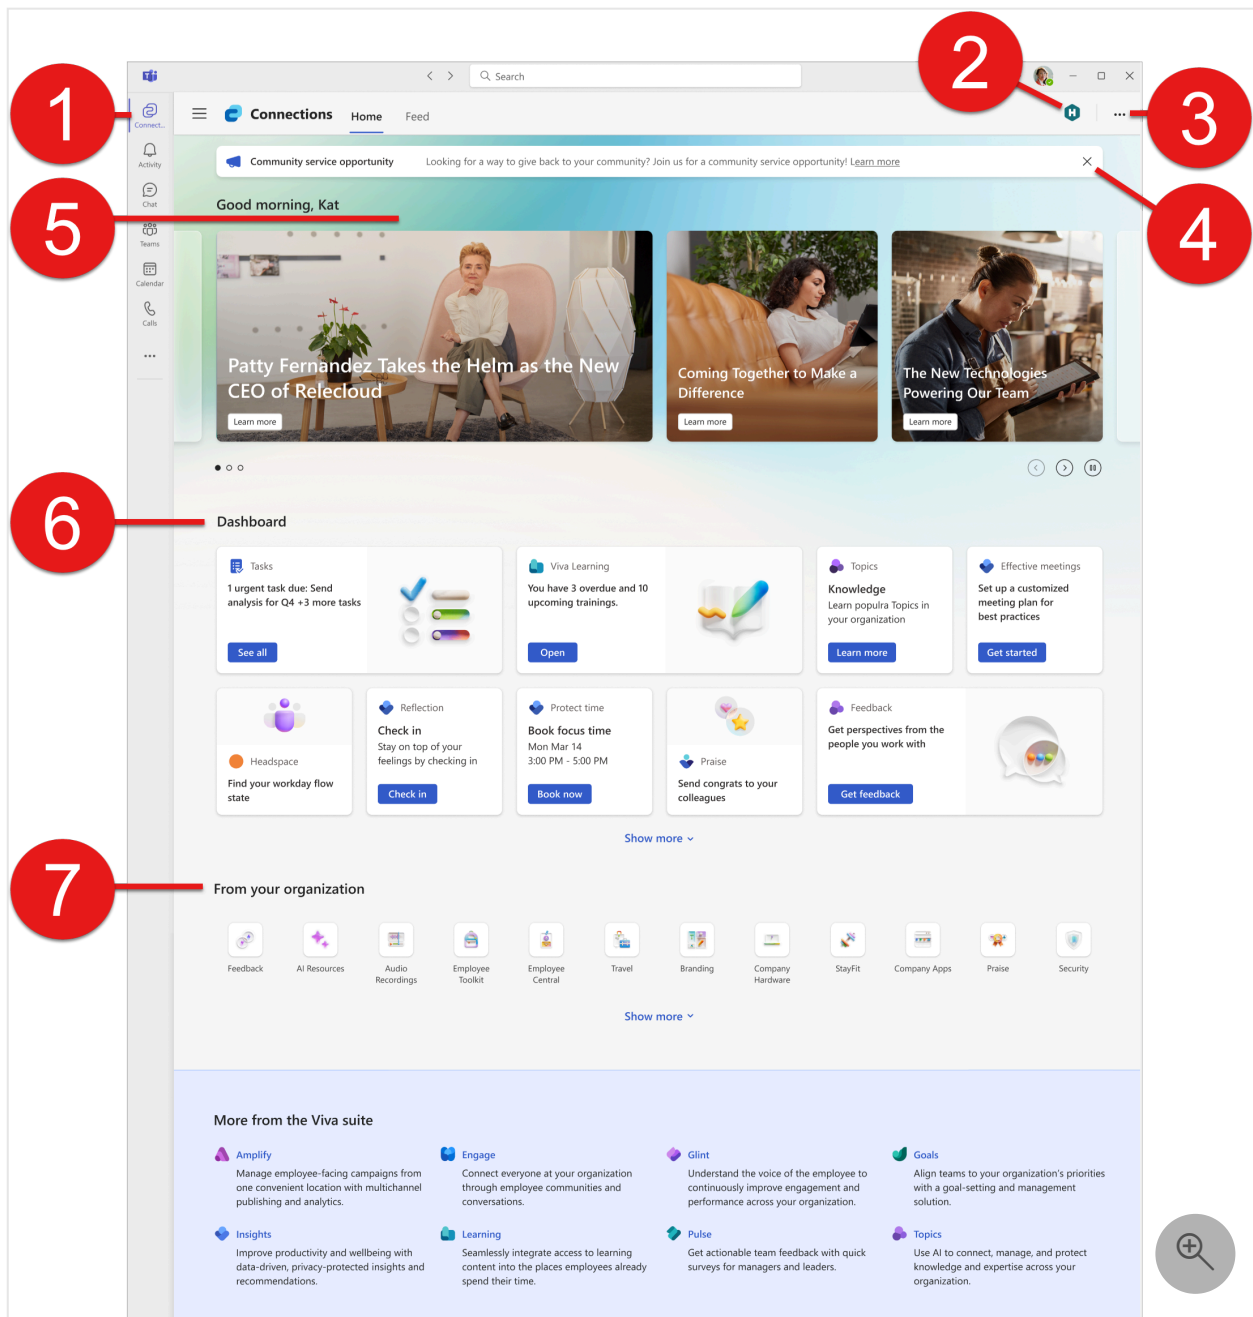 1
2
3
4
5
6
7
Search
Connect...
Activity
Chat
Teams
Calendar
Calls
Connections
Home
Feed
H
Community service opportunity
Looking for a way to give back to your community? Join us for a community service opportunity! Learn more
Good morning, Kat
Patty Fernandez Takes the Helm as the New
CEO of Relecloud
Learn more
Coming Together to Make a
Difference
Learn more
The New Technologies
Powering Our Team
Learn more
Dashboard
Tasks
1 urgent task due: Send
analysis for Q4 +3 more tasks
See all
Viva Learning
You have 3 overdue and 10
upcoming trainings.
Open
Topics
Knowledge
Learn populra Topics in
your organization
Learn more
Effective meetings
Set up a customized
meeting plan for
best practices
Get started
Headspace
Find your workday flow
state
Reflection
Check in
Stay on top of your
feelings by checking in
Check in
Protect time
Book focus time
Mon Mar 14
3:00 PM - 5:00 PM
Book now
Praise
Send congrats to your
colleagues
Feedback
Get perspectives from the
people you work with
Get feedback
Show more
From your organization
Feedback
AI Resources
Audio
Recordings
Employee
Toolkit
Employee
Central
Travel
Branding
Company
Hardware
StayFit
Company Apps
Praise
Security
Show more
More from the Viva suite
Amplify
Manage employee-facing campaigns from
one convenient location with multichannel
publishing and analytics.
Engage
Connect everyone at your organization
through employee communities and
conversations.
Glint
Understand the voice of the employee to
continuously improve engagement and
performance across your organization.
Goals
Align teams to your organization's priorities
with a goal-setting and management
solution.
Insights
Improve productivity and wellbeing with
data-driven, privacy-protected insights and
recommendations.
Learning
Seamlessly integrate access to learning
content into the places employees already
spend their time.
Pulse
Get actionable team feedback with quick
surveys for managers and leaders.
Topics
Use AI to connect, manage, and protect
knowledge and expertise across your
organization.